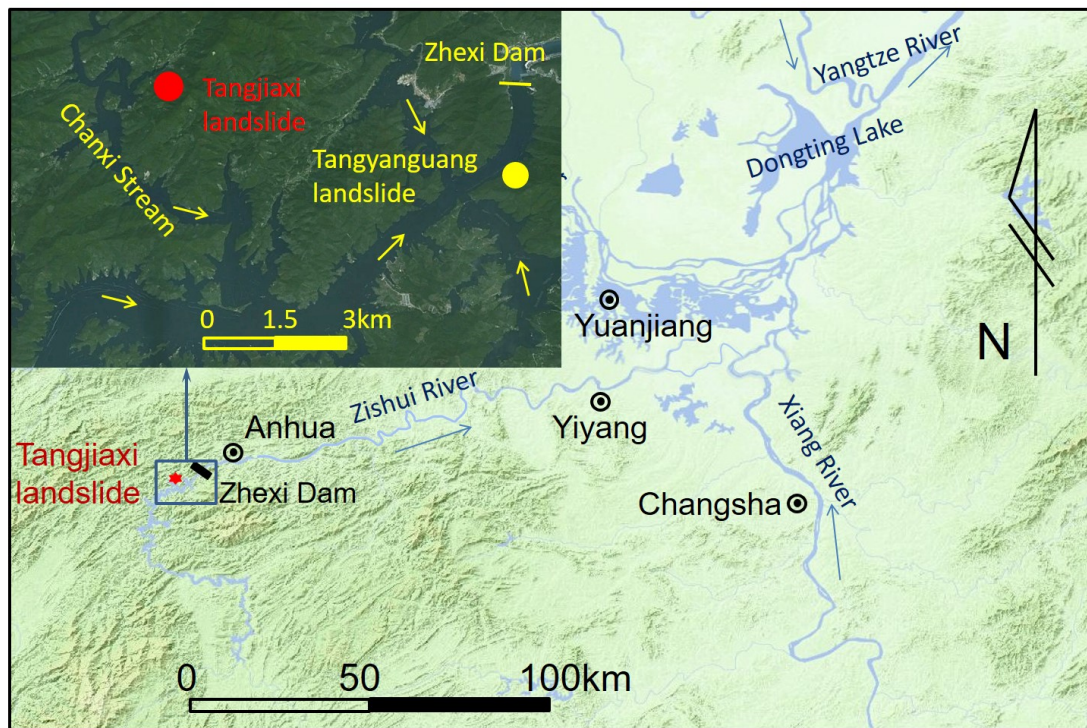 Zhexi Dam
Tangjiaxi
landslide
Chanxi Stream
Tangyanguang
landslide
0 1.5 3km
Yangtze River
Dongting Lake
N
Yuanjiang
Zishui River
Yiyang
Anhua
Tangjiaxi
landslide
Zhexi Dam
Xiang River
Changsha
0 50 100km